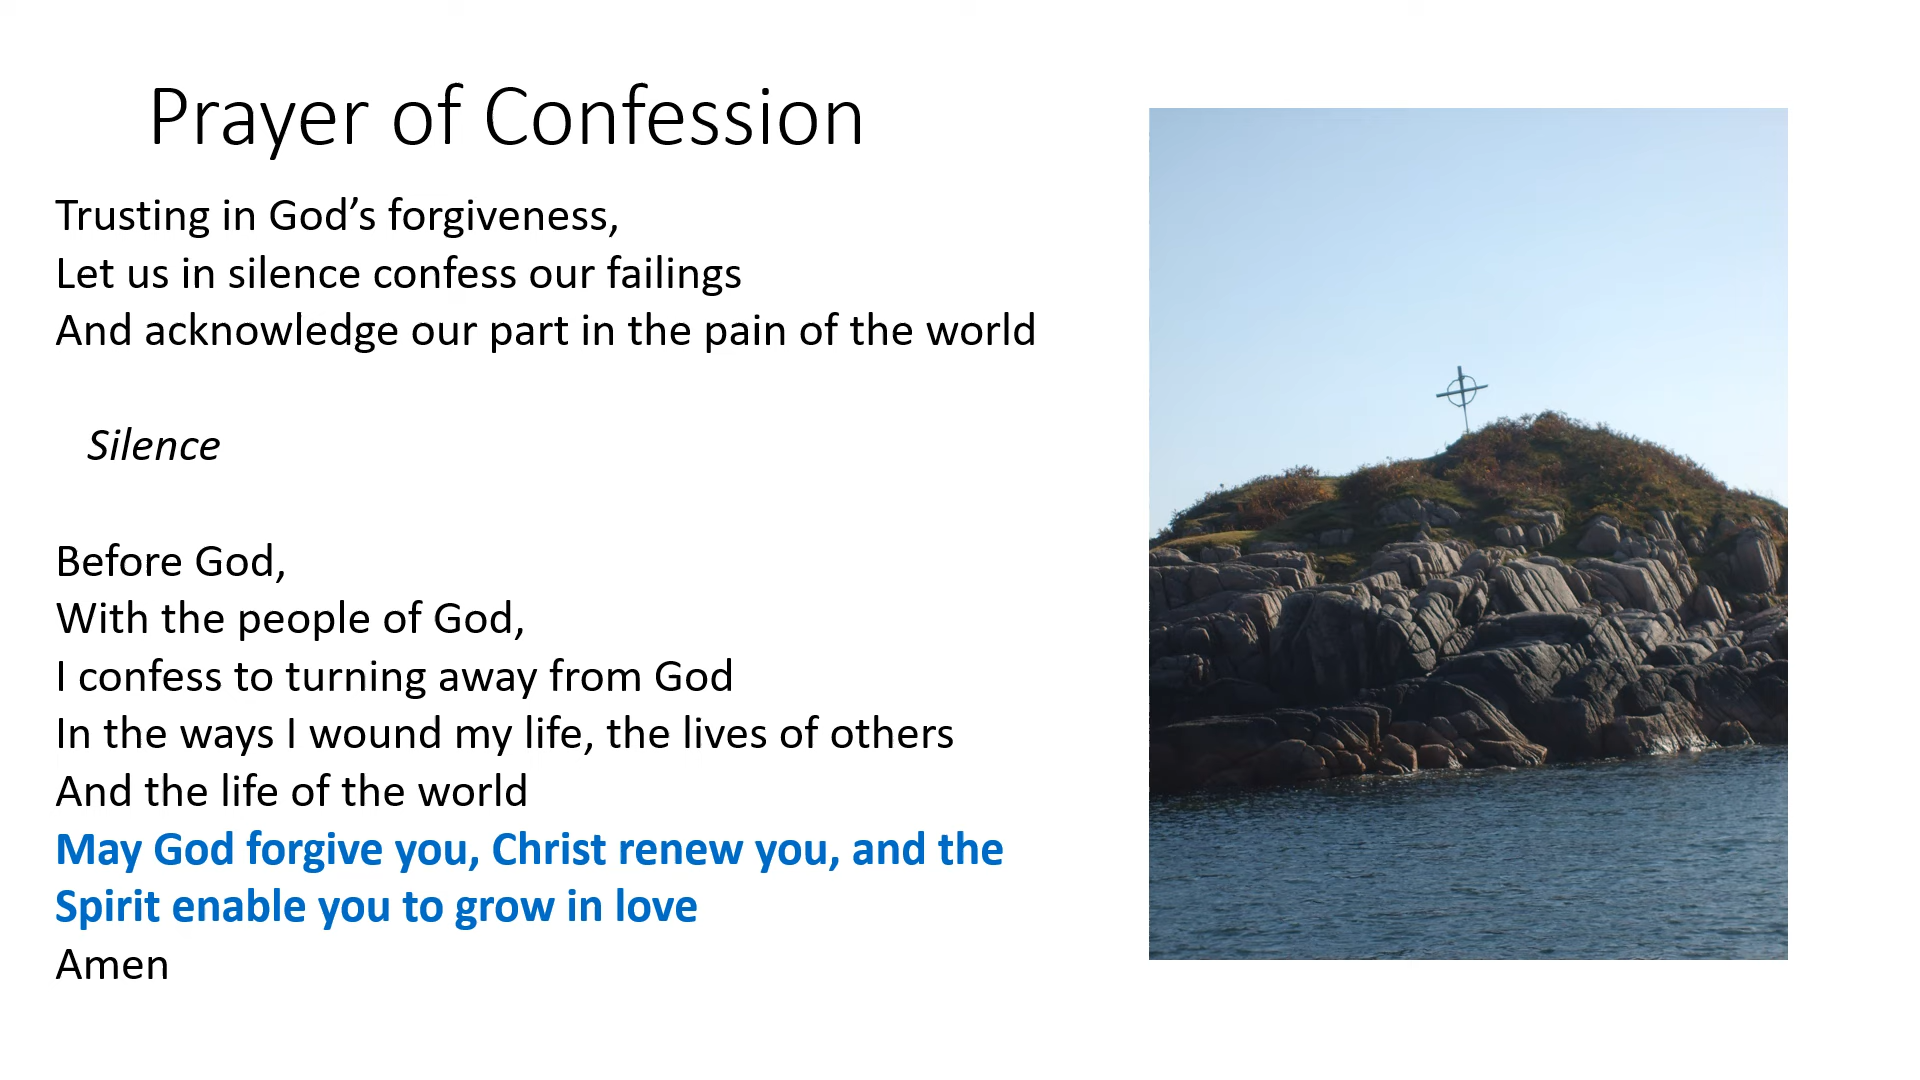 Prayer of Confession
Trusting in God’s forgiveness,
Let us in silence confess our failings
And acknowledge our part in the pain of the world
Silence
Before God,
With the people of God,
I confess to turning away from God
In the ways I wound my life, the lives of others
And the life of the world
May God forgive you, Christ renew you, and the
Spirit enable you to grow in love
Amen